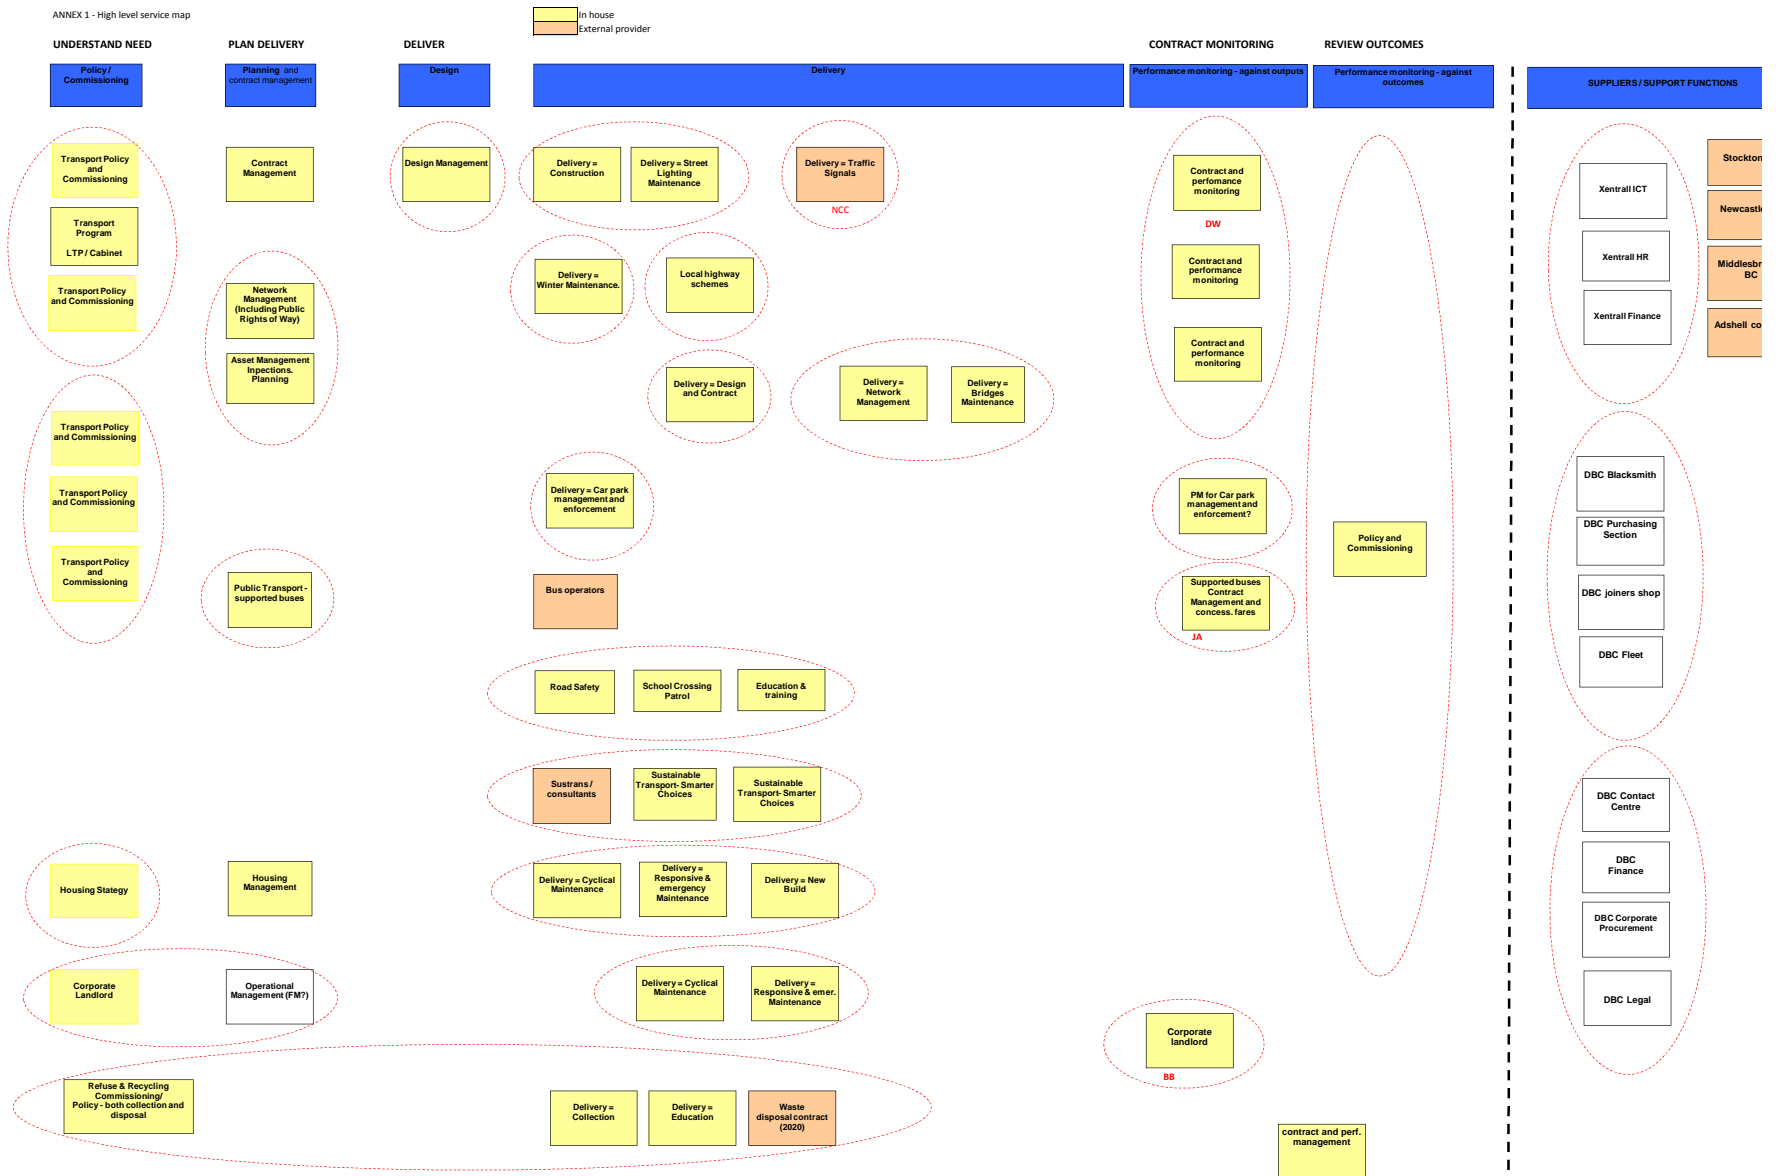 ANNEX 1 - High level service map
In house
External provider
UNDERSTAND NEED
PLAN DELIVERY
DELIVER
CONTRACT MONITORING
REVIEW OUTCOMES
Policy /
Commissioning
Planning and
contract management
Design
Delivery
Performance monitoring - against outputs
Performance monitoring - against
outcomes
SUPPLIERS / SUPPORT FUNCTIONS
Transport Policy
and
Commissioning
Transport
Program
LTP / Cabinet
Transport Policy
and Commissioning
Transport Policy
and Commissioning
Transport Policy
and Commissioning
Transport Policy
and
Commissioning
Housing Stategy
Corporate
Landlord
Refuse & Recycling
Commissioning/
Policy - both collection and
disposal
Contract
Management
Network
Management
(Including Public
Rights of Way)
Asset Management
Inpections.
Planning
Public Transport -
supported buses
Housing
Management
Operational
Management (FM?)
Design Management
Delivery =
Construction
Delivery = Street
Lighting
Maintenance
Delivery = Traffic
Signals
NCC
Delivery =
Winter Maintenance.
Local highway
schemes
Delivery = Design
and Contract
Delivery =
Network
Management
Delivery =
Bridges
Maintenance
Delivery = Car park
management and
enforcement
Bus operators
Road Safety
School Crossing
Patrol
Education &
training
Sustrans /
consultants
Sustainable
Transport- Smarter
Choices
Sustainable
Transport- Smarter
Choices
Delivery = Cyclical
Maintenance
Delivery =
Responsive &
emergency
Maintenance
Delivery = New
Build
Delivery = Cyclical
Maintenance
Delivery =
Responsive & emer.
Maintenance
Delivery =
Collection
Delivery =
Education
Waste
disposal contract
(2020)
Contract and
perfomance
monitoring
DW
Contract and
performance
monitoring
Contract and
performance
monitoring
PM for Car park
management and
enforcement?
Supported buses
Contract
Management and
concess. fares
JA
Corporate
landlord
BB
contract and perf.
management
Policy and
Commissioning
Xentrall ICT
Xentrall HR
Xentrall Finance
DBC Blacksmith
DBC Purchasing
Section
DBC joiners shop
DBC Fleet
DBC Contact
Centre
DBC
Finance
DBC Corporate
Procurement
DBC Legal
Stockton
Newcastle
Middlesbr
BC
Adshell co